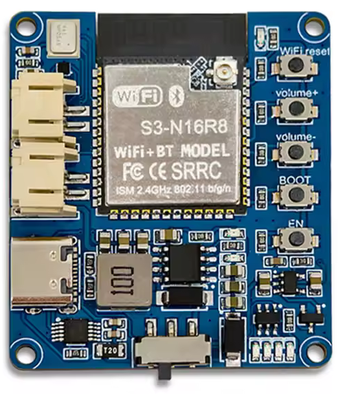 WiFi reset
WiFi
S3-N16R8
volume+
WiFi+BT MODEL
volume-
FC CE SRRC
ISM 2.4GHz 802.11 b/g/n
BOOT
EN
100
T20